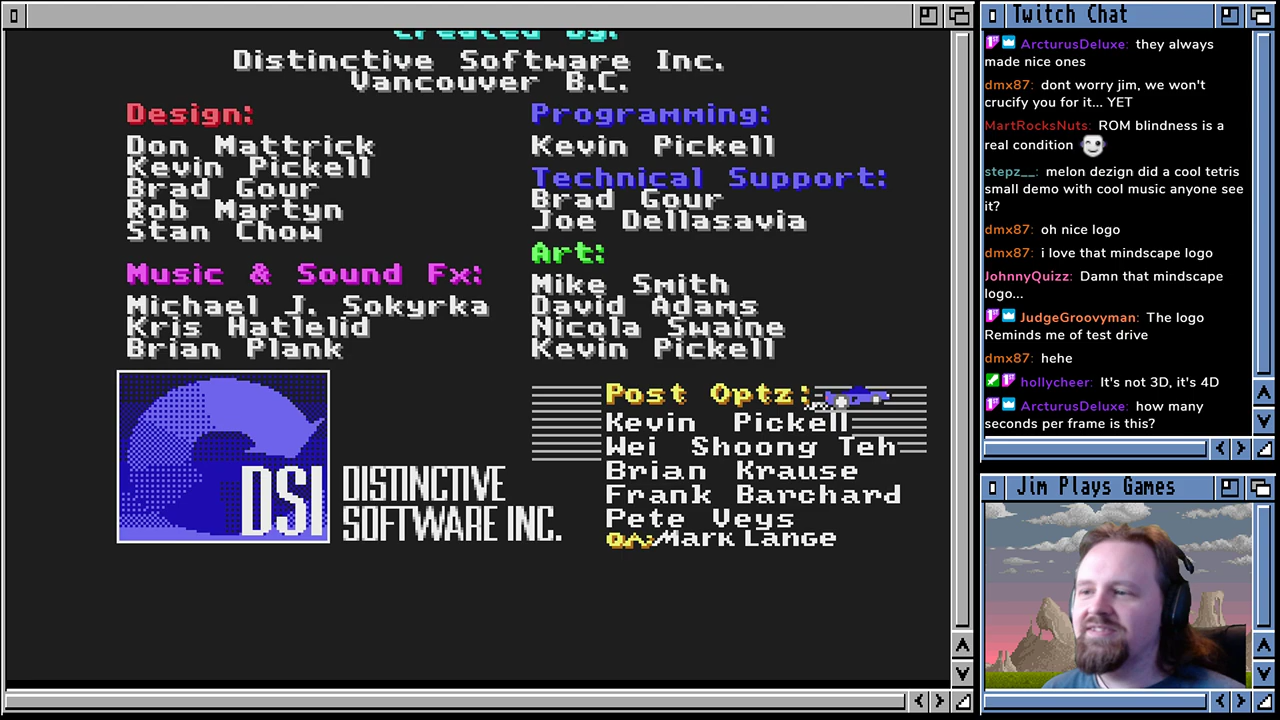 Created by:
Distinctive Software Inc.
Vancouver B.C.
Design:
Don Mattrick
Kevin Pickell
Brad Gour
Rob Martyn
Stan Chow
Music & Sound Fx:
Michael J. Sokyrka
Kris Hatlelid
Brian Plank
Programming:
Kevin Pickell
Technical Support:
Brad Gour
Joe Dellasavia
Art:
Mike Smith
David Adams
Nicola Swaine
Kevin Pickell
DSI
DISTINCTIVE
SOFTWARE INC.
Post Optz:
Kevin Pickell
Wei Shoong Teh
Brian Krause
Frank Barchard
Pete Veys
QA: Mark Lange
Twitch Chat
ArcturusDeluxe: they always
made nice ones
dmx87: dont worry jim, we won't
crucify you for it... YET
MartRocksNuts: ROM blindness is a
real condition
stepz__: melon dezign did a cool tetris
small demo with cool music anyone see
it?
dmx87: oh nice logo
dmx87: i love that mindscape logo
JohnnyQuizz: Damn that mindscape
logo...
JudgeGroovyman: The logo
Reminds me of test drive
dmx87: hehe
hollycheer: It's not 3D, it's 4D
ArcturusDeluxe: how many
seconds per frame is this?
Jim Plays Games